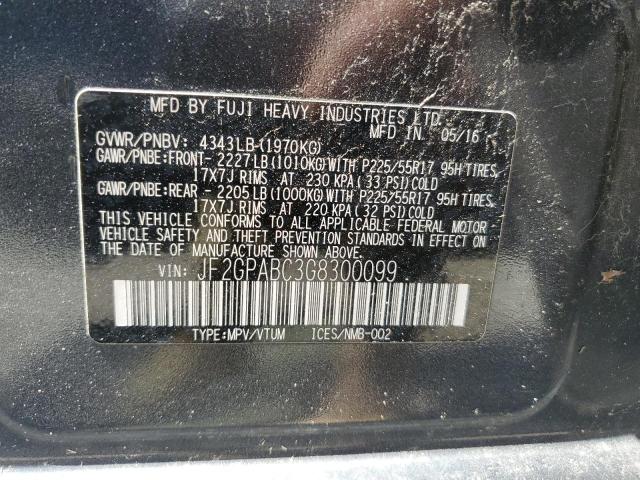 MFD BY FUJI HEAVY INDUSTRIES LTD.
MFD IN 05/16
GVWR/PNBV: 4343LB(1970KG)
GAWR/PNBE:FRONT- 2227LB(1010KG)WITH P225/55R17 95H TIRES,
17X7J RIMS AT 230 KPA(33 PSI)COLD
GAWR/PNBE:REAR - 2205LB(1000KG)WITH P225/55R17 95H TIRES,
17X7J RIMS AT 220 KPA(32 PSI)COLD
THIS VEHICLE CONFORMS TO ALL APPLICABLE FEDERAL MOTOR
VEHICLE SAFETY AND THEFT PREVENTION STANDARDS IN EFFECT ON
THE DATE OF MANUFACTURE SHOWN ABOVE.
VIN: JF2GPABC3G8300099
TYPE:MPV/VTUM ICES/NMB-002